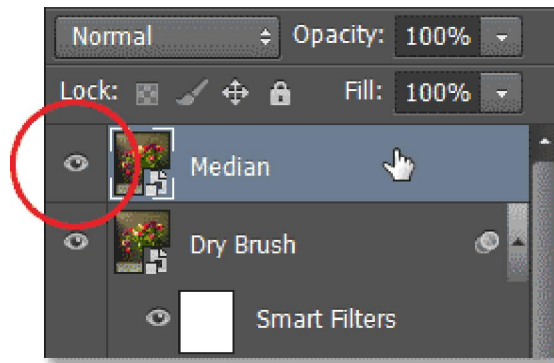 Normal Opacity: 100%
Lock: Fill: 100%
Median
Dry Brush
Smart Filters